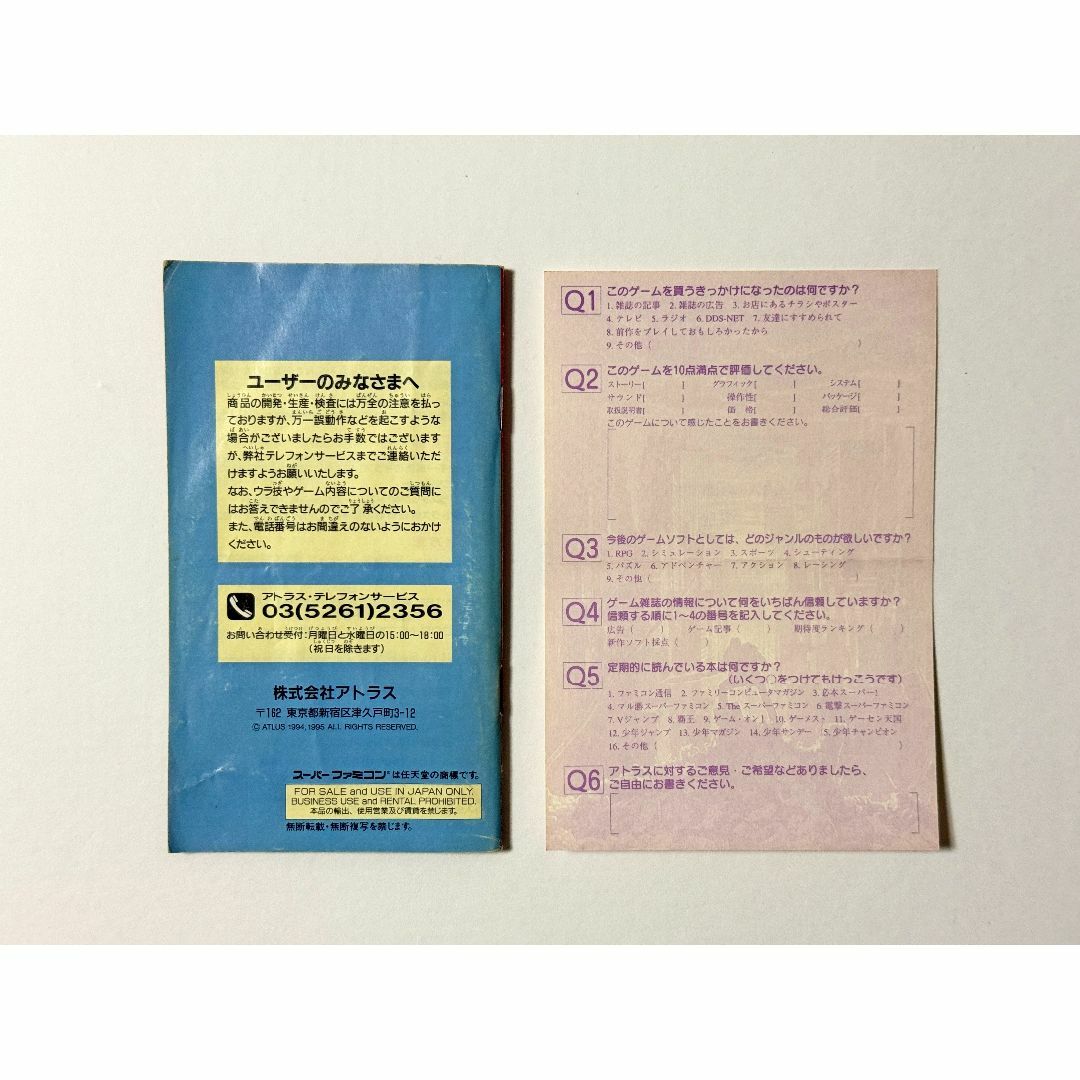 ユーザーのみなさまへ
商品の開発・生産・検査には万全の注意を払っ
ておりますが、万一誤動作などを起こすような
場合がございましたらお手数ではございます
が、弊社テレフォンサービスまでご連絡いただ
けますようお願いいたします。
なお、ウラ技やゲーム内容についてのご質問に
はお答えできませんのでご了承ください。
また、電話番号はお間違えのないようにおかけ
ください。
アトラス・テレフォンサービス
03(5261)2356
お問い合わせ受付:月曜日と水曜日の15:00〜18:00
(祝日を除きます)
株式会社アトラス
〒162 東京都新宿区津久戸町3-12
© ATLUS 1994,1995 ALL RIGHTS RESERVED.
スーパーファミコン®は任天堂の商標です。
FOR SALE and USE IN JAPAN ONLY.
BUSINESS USE and RENTAL PROHIBITED.
本品の輸出、使用営業及び賃貸を禁じます。
無断転載・無断複写を禁じます。
Q1 このゲームを買うきっかけになったのは何ですか?
1. 雑誌の記事 2. 雑誌の広告 3. お店にあるチラシやポスター
4. テレビ 5. ラジオ 6. DDS-NET 7. 友達にすすめられて
8. 前作をプレイしておもしろかったから
9. その他( )
Q2 このゲームを10点満点で評価してください。
ストーリー[ ] グラフィック[ ] システム[ ]
サウンド[ ] 操作性[ ] パッケージ[ ]
取扱説明書[ ] 価格[ ] 総合評価[ ]
このゲームについて感じたことをお書きください。
Q3 今後のゲームソフトとしては、どのジャンルのものが欲しいですか?
1. RPG 2. シミュレーション 3. スポーツ 4. シューティング
5. パズル 6. アドベンチャー 7. アクション 8. レーシング
9. その他( )
Q4 ゲーム雑誌の情報について何をいちばん信頼していますか?
信頼する順に1〜4の番号を記入してください。
広告( ) ゲーム記事( ) 期待度ランキング( )
新作ソフト採点( )
Q5 定期的に読んでいる本は何ですか?
(いくつ○をつけてもけっこうです)
1. ファミコン通信 2. ファミリーコンピュータマガジン 3. 必本スーパー!
4. マル勝スーパーファミコン 5. The スーパーファミコン 6. 電撃スーパーファミコン
7. Vジャンプ 8. 覇王 9. ゲーム・オン! 10. ゲーメスト 11. ゲーセン天国
12. 少年ジャンプ 13. 少年マガジン 14. 少年サンデー 5. 少年チャンピオン
16. その他( )
Q6 アトラスに対するご意見・ご希望などありましたら、
ご自由にお書きください。